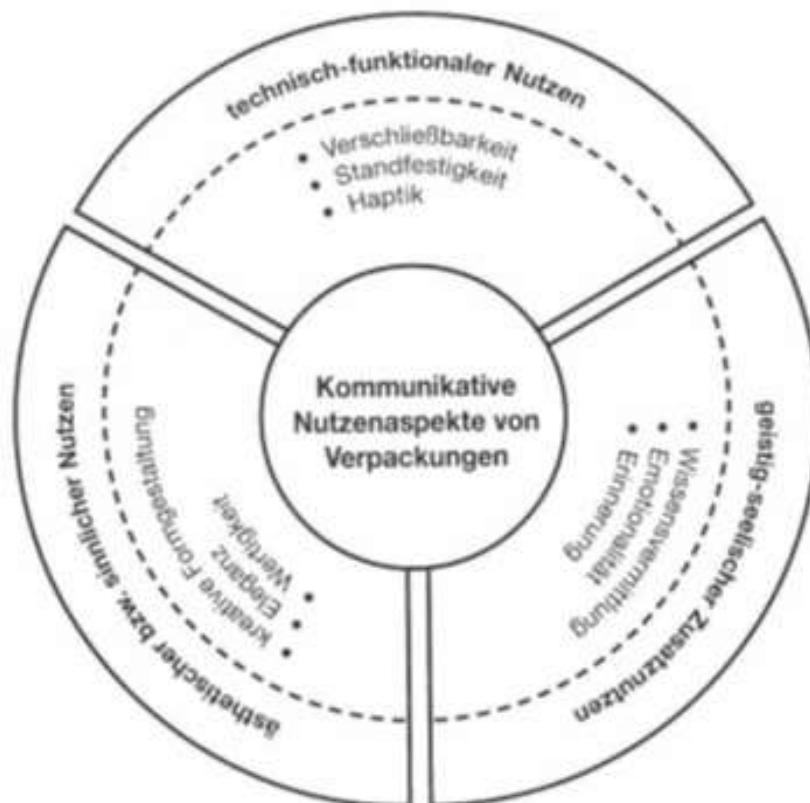 technisch-funktionaler Nutzen
• Verschließbarkeit
• Standfestigkeit
• Haptik
Kommunikative
Nutzenaspekte von
Verpackungen
geistig-seelischer Zusatznutzen
• Wissensvermittlung
• Emotionalität
• Erinnerung
ästhetischer bzw. sinnlicher Nutzen
• kreative Formgestaltung
• Eleganz
• Wertigkeit